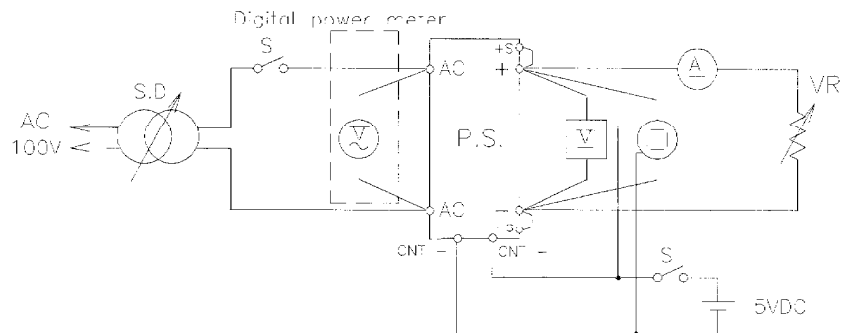 Digital power meter
S
S.D
AC
100V
AC
+S
+
A
VR
V
P.S.
V
AC
−
S
CNT −
CNT −
S
5VDC